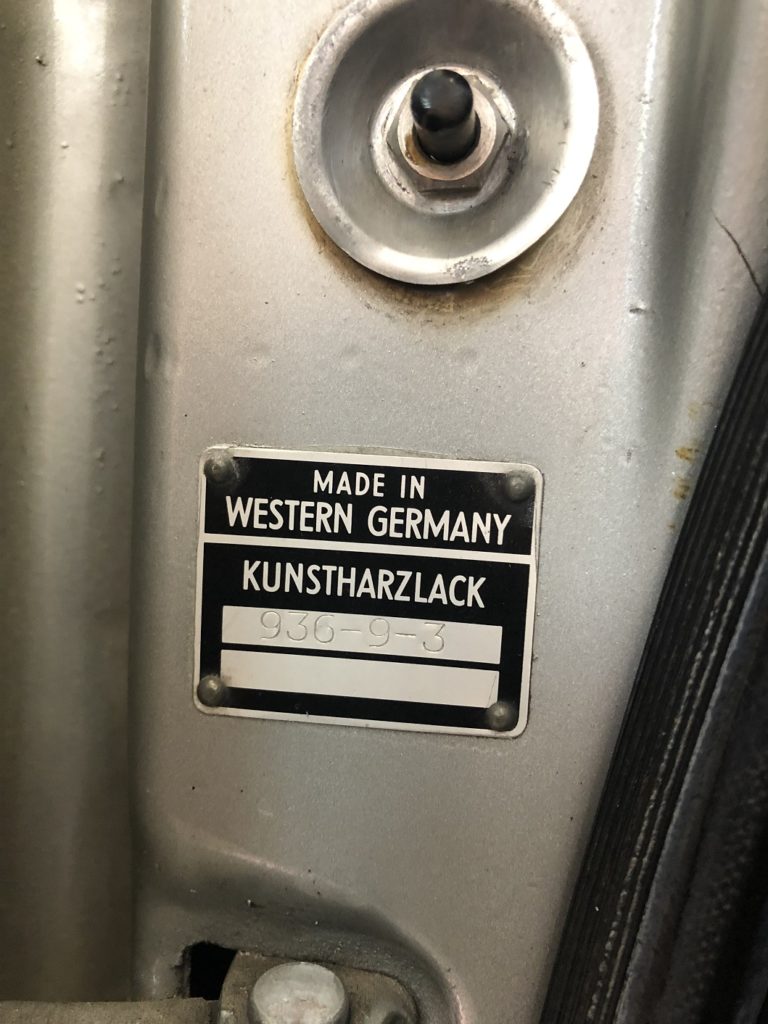 MADE IN
WESTERN GERMANY
KUNSTHARZLACK
936-9-3